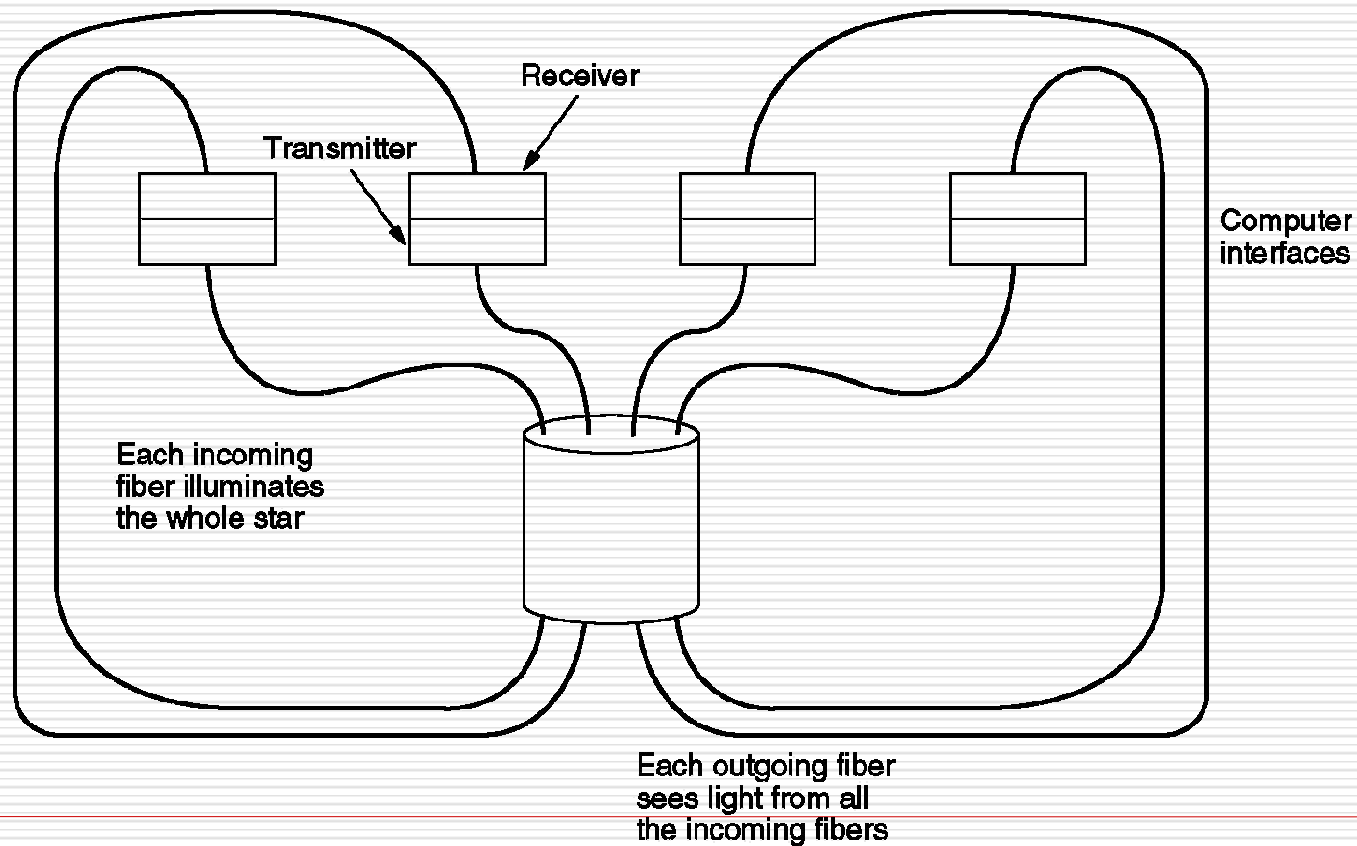 Receiver
Transmitter
Computer
interfaces
Each incoming
fiber illuminates
the whole star
Each outgoing fiber
sees light from all
the incoming fibers